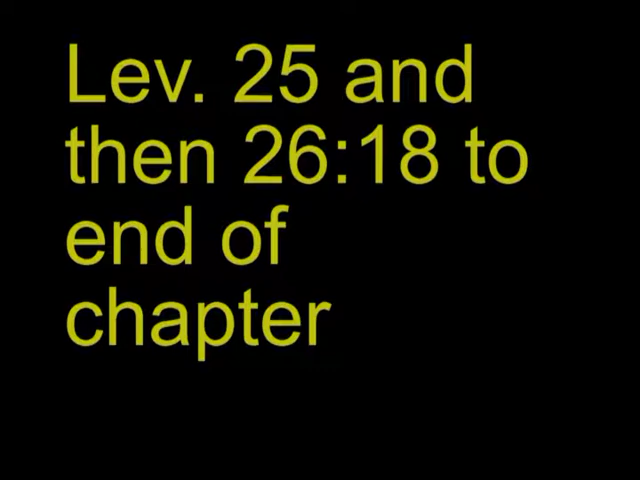 Lev. 25 and
then 26:18 to
end of
chapter